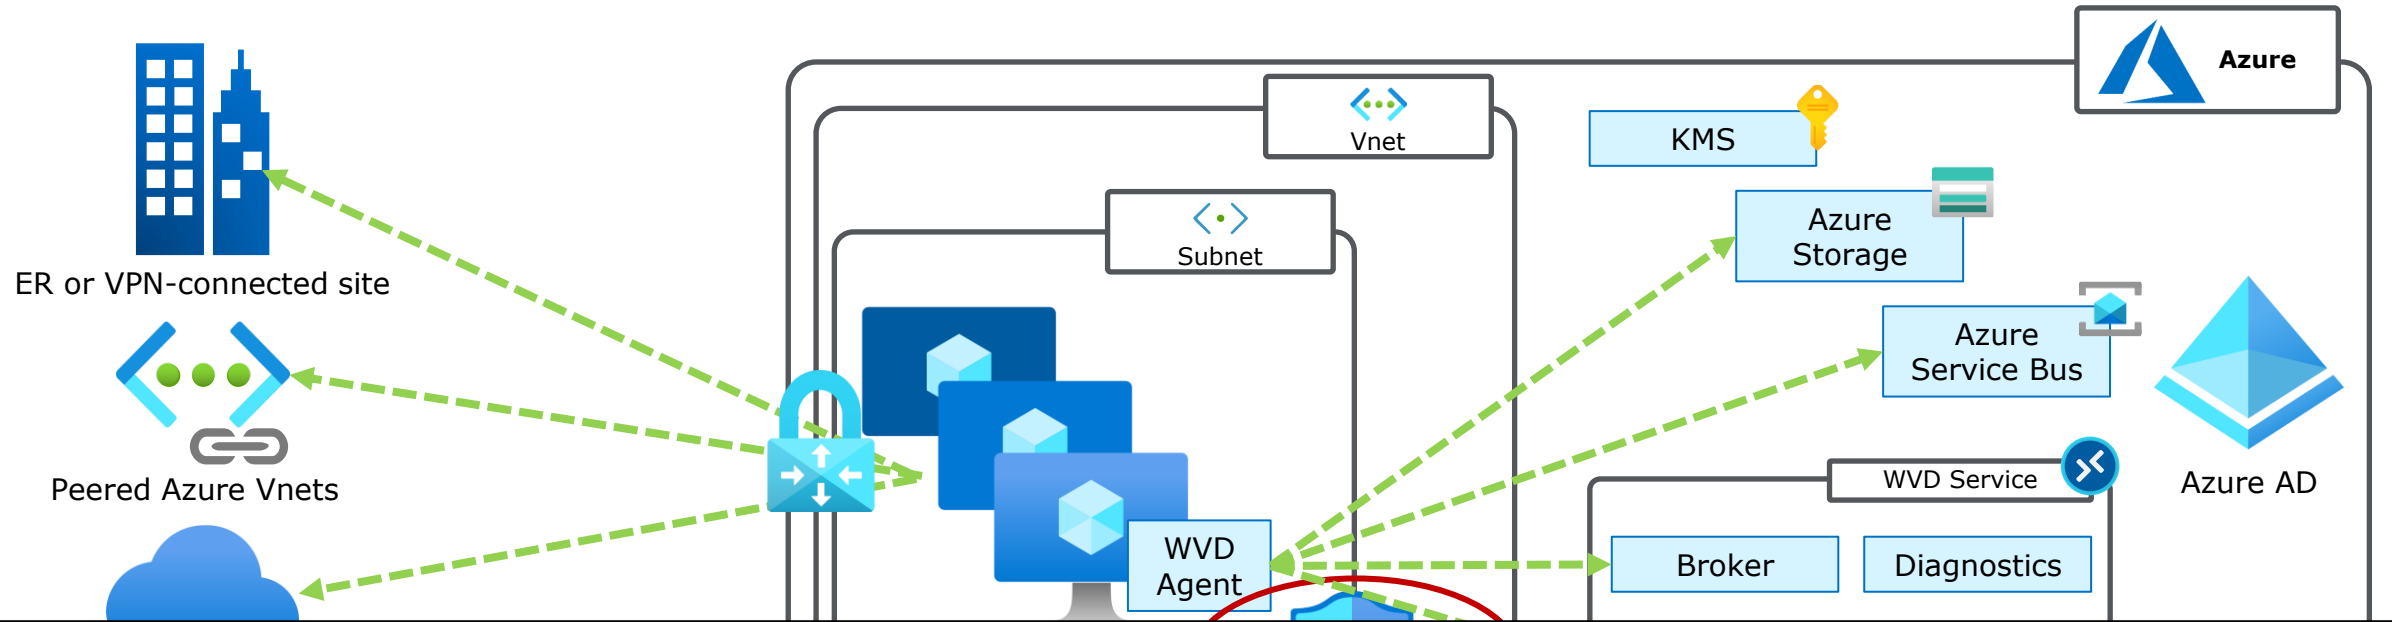 Azure
Vnet
KMS
Subnet
Azure
Storage
ER or VPN-connected site
Azure
Service Bus
Peered Azure Vnets
WVD Service
Azure AD
WVD
Agent
Broker
Diagnostics